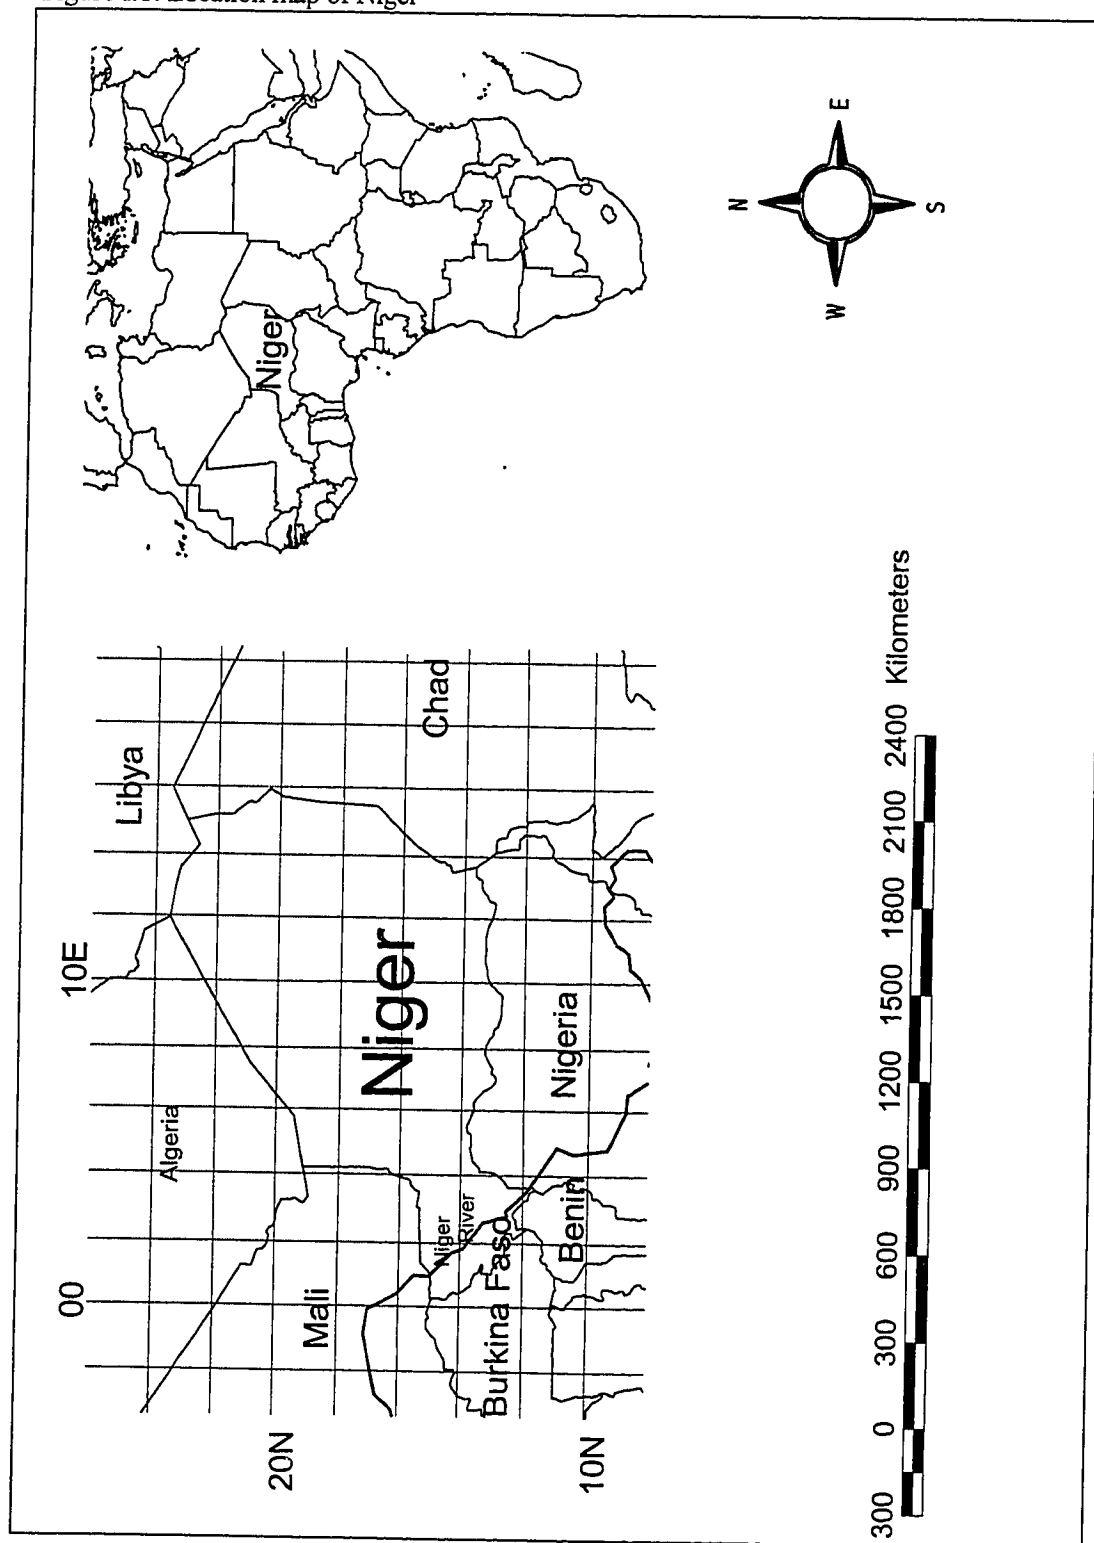 Figure 1.1: Location map of Niger
Niger
N
E
S
W
10E
00
20N
10N
Libya
Algeria
Chad
Niger
Mali
Niger
River
Nigeria
Benin
Burkina Faso
300 0 300 600 900 1200 1500 1800 2100 2400 Kilometers